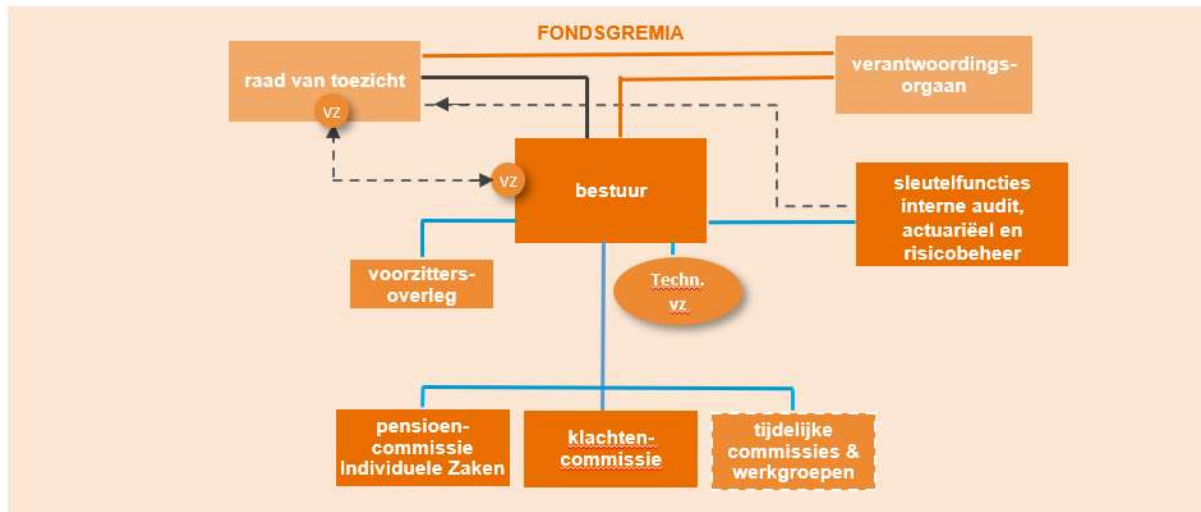 FONDSGREMIA
raad van toezicht
vz
verantwoordings-
orgaan
vz
bestuur
sleutelfuncties
interne audit,
actuariëel en
risicobeheer
voorzitters-
overleg
Techn.
vz
pensioen-
commissie
Individuele Zaken
klachten-
commissie
tijdelijke
commissies &
werkgroepen